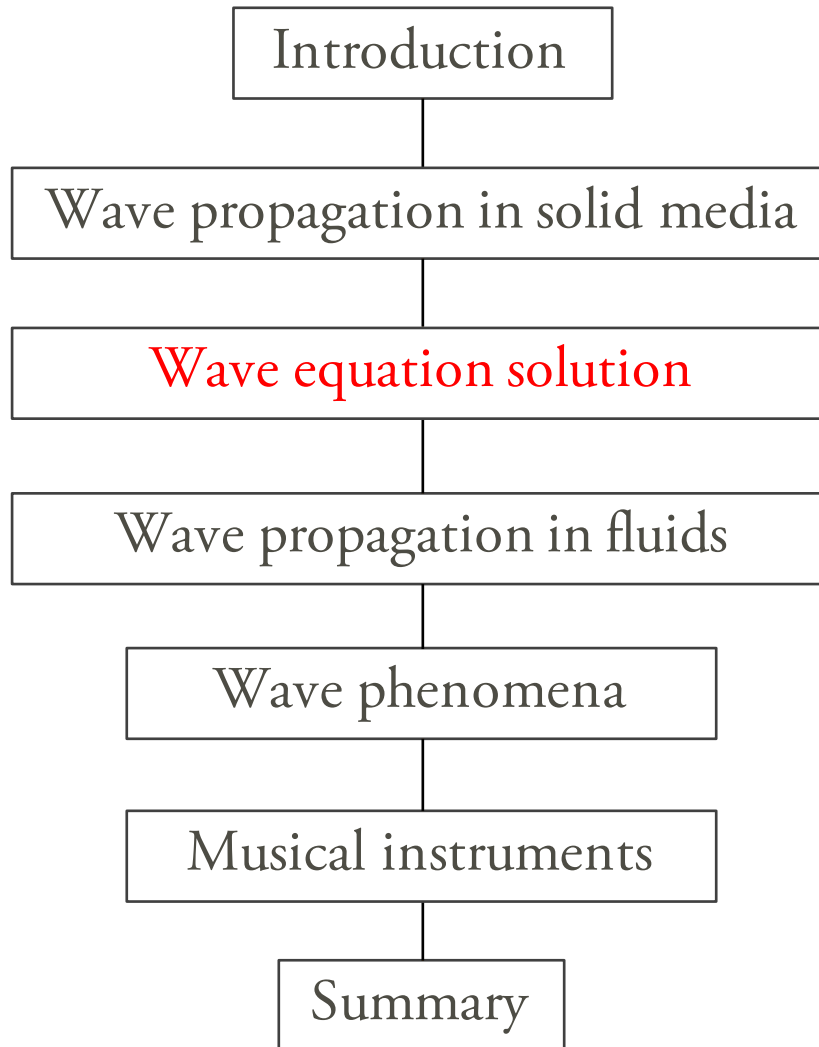 Introduction
Wave propagation in solid media
Wave equation solution
Wave propagation in fluids
Wave phenomena
Musical instruments
Summary